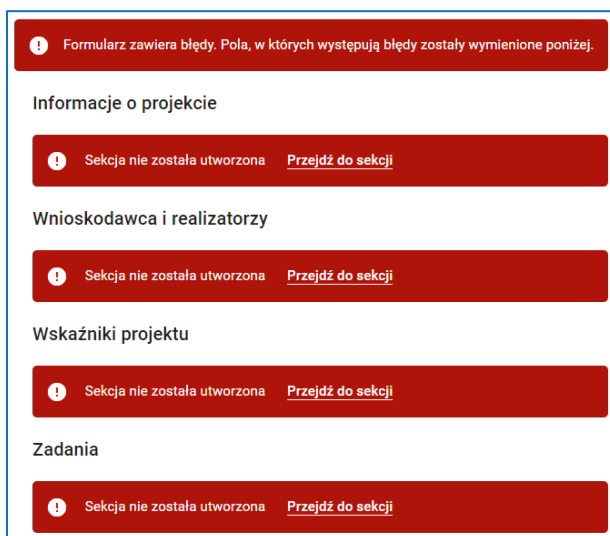 Formularz zawiera błędy. Pola, w których występują błędy zostały wymienione poniżej.
Informacje o projekcie
Sekcja nie została utworzona Przejdź do sekcji
Wnioskodawca i realizatorzy
Sekcja nie została utworzona Przejdź do sekcji
Wskaźniki projektu
Sekcja nie została utworzona Przejdź do sekcji
Zadania
Sekcja nie została utworzona Przejdź do sekcji